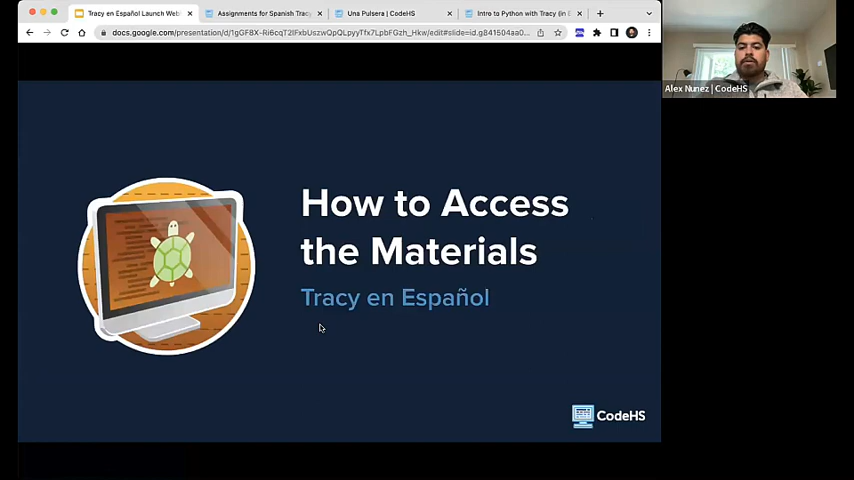 Tracy en Español Launch Web
Assignments for Spanish Trac
Una Pulsera | CodeHS
Intro to Python with Tracy (in E
docs.google.com/presentation/d/1gGF8X-Ri6cqT2IFxbUszwQpQLpyyTfx7LpbFGzh_Hkw/edit#slide=id.g841504aa0...
Alex Nunez | CodeHS
How to Access
the Materials
Tracy en Español
CodeHS